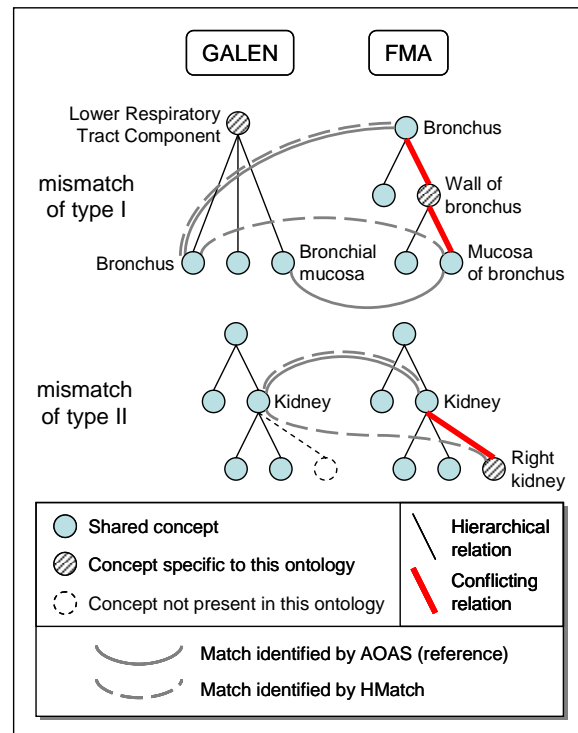 GALEN
FMA
Lower Respiratory
Tract Component
Bronchus
mismatch
of type I
Wall of
bronchus
Bronchus
Bronchial
mucosa
Mucosa
of bronchus
mismatch
of type II
Kidney
Kidney
Right
kidney
Shared concept
Concept specific to this ontology
Concept not present in this ontology
Hierarchical
relation
Conflicting
relation
Match identified by AOAS (reference)
Match identified by HMatch